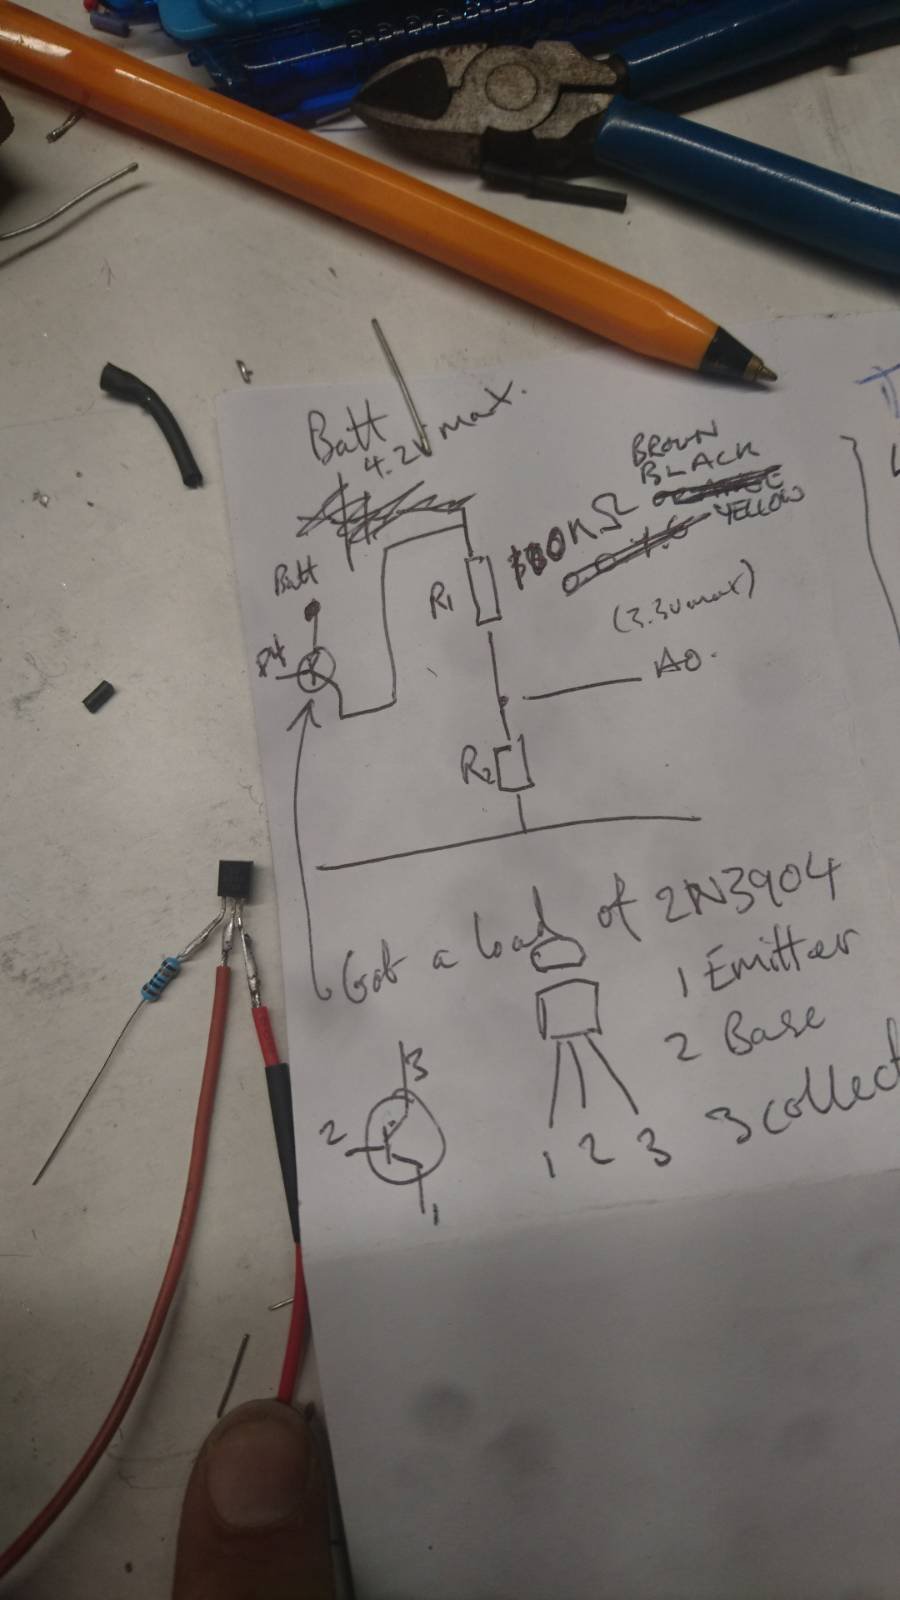 Batt
4.2v max.
BROWN
BLACK
YELLOW
100KΩ
Batt
R1
(3.3v max)
A0.
R2
Got a load of 2N3904
1 Emitter
2 Base
3 collect
3
2
1
1 2 3